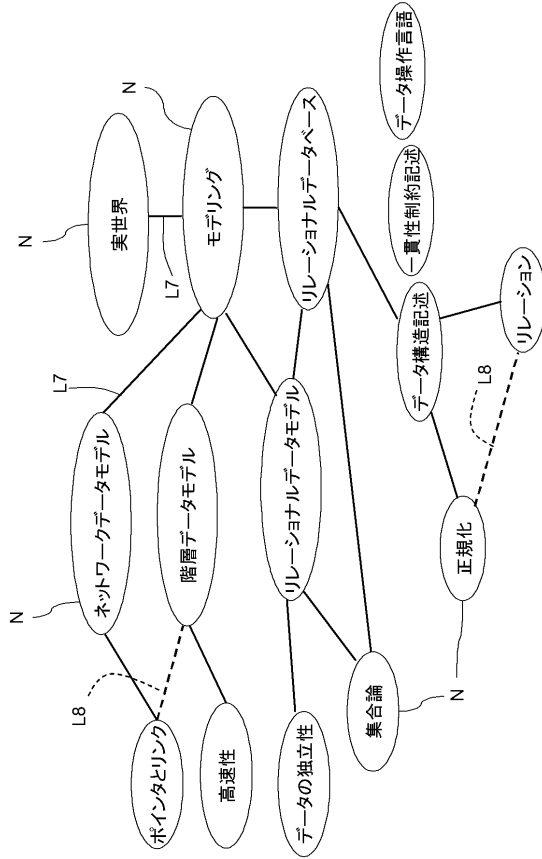 N
実世界
N
L7
モデリング
L7
ネットワークデータモデル
N
階層データモデル
L8
ポインタとリンク
高速性
リレーショナルデータモデル
リレーショナルデータベース
データの独立性
集合論
N
データ構造記述
一貫性制約記述
データ操作言語
L8
正規化
リレーション